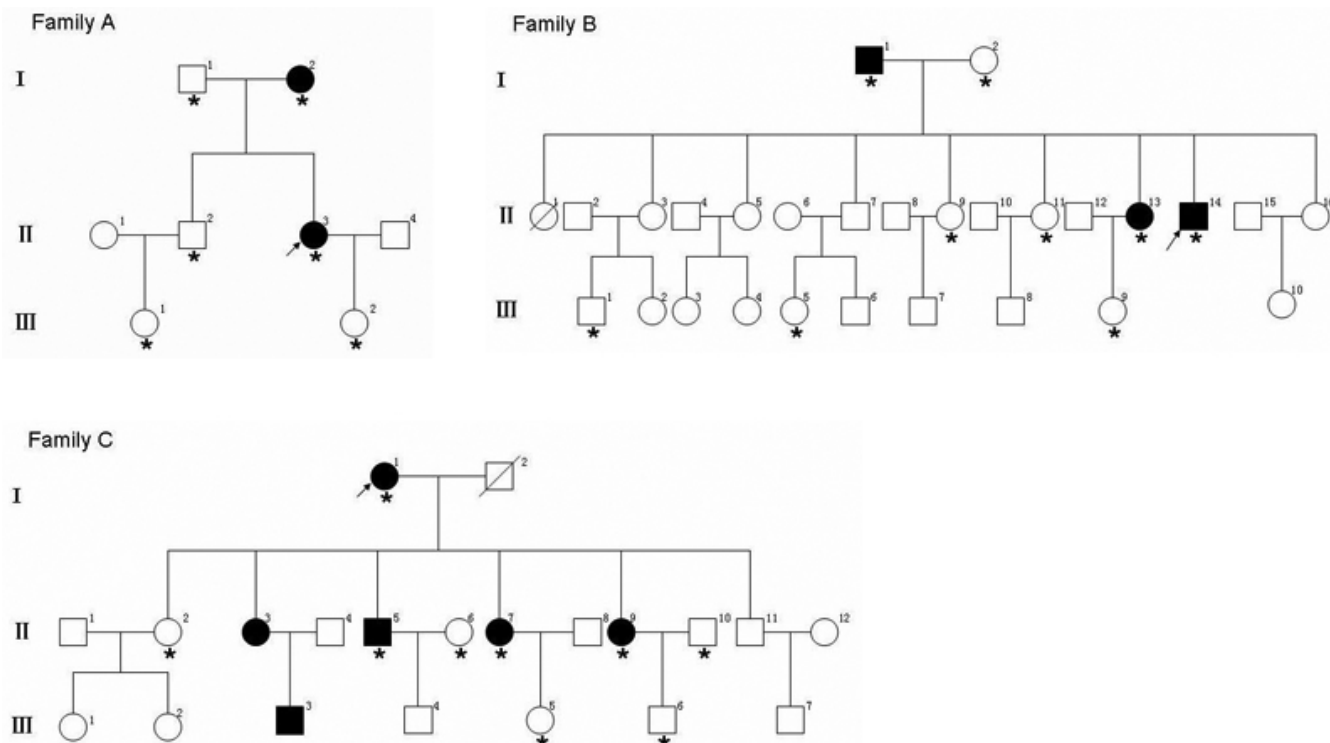 Family A
I 1 2
* *
II 1 2 3 4
* *
III 1 2
* *
Family B
I 1 2
* *
II 1 2 3 4 5 6 7 8 9 10 11 12 13 14 15 16
* * * *
III 1 2 3 4 5 6 7 8 9 10
* * *
Family C
I 1 2
*
II 1 2 3 4 5 6 7 8 9 10 11 12
* * * * * *
III 1 2 3 4 5 6 7
* *